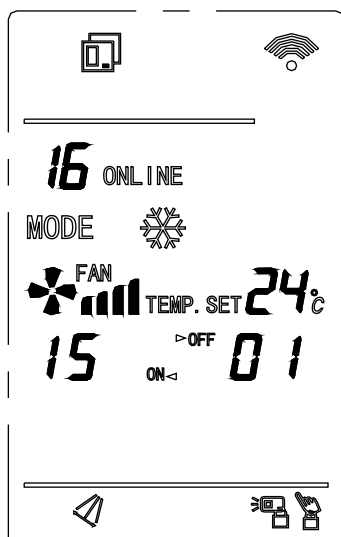 16 ONLINE
MODE
FAN
TEMP. SET 24°C
15 ▷OFF 01
ON◁